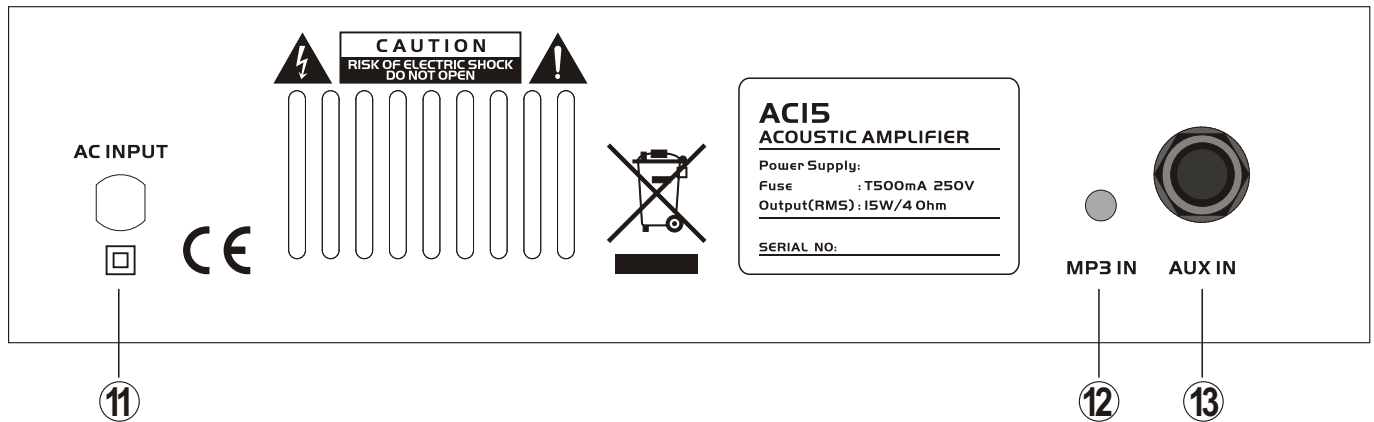 CAUTION
RISK OF ELECTRIC SHOCK
DO NOT OPEN
AC INPUT
CE
AC15
ACOUSTIC AMPLIFIER
Power Supply:
Fuse : T500mA 250V
Output(RMS) : 15W/4 Ohm
SERIAL NO:
MP3 IN
AUX IN
11
12
13